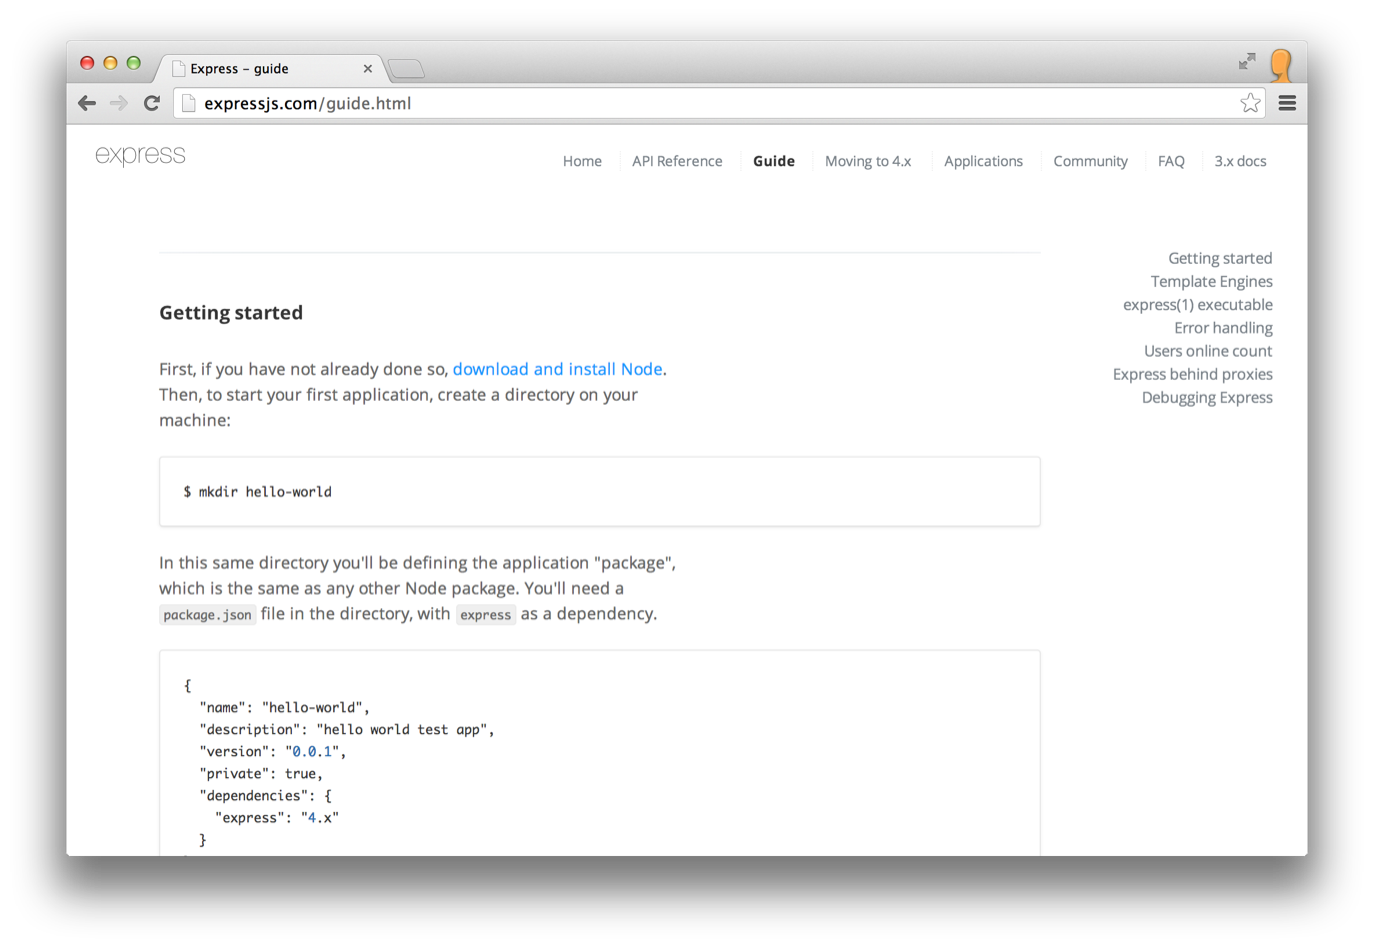 Express – guide
expressjs.com/guide.html
express
Home API Reference Guide Moving to 4.x Applications Community FAQ 3.x docs
Getting started
Template Engines
express(1) executable
Error handling
Users online count
Express behind proxies
Debugging Express
Getting started
First, if you have not already done so, download and install Node.
Then, to start your first application, create a directory on your
machine:
$ mkdir hello-world
In this same directory you'll be defining the application "package",
which is the same as any other Node package. You'll need a
package.json file in the directory, with express as a dependency.
{
"name": "hello-world",
"description": "hello world test app",
"version": "0.0.1",
"private": true,
"dependencies": {
"express": "4.x"
}